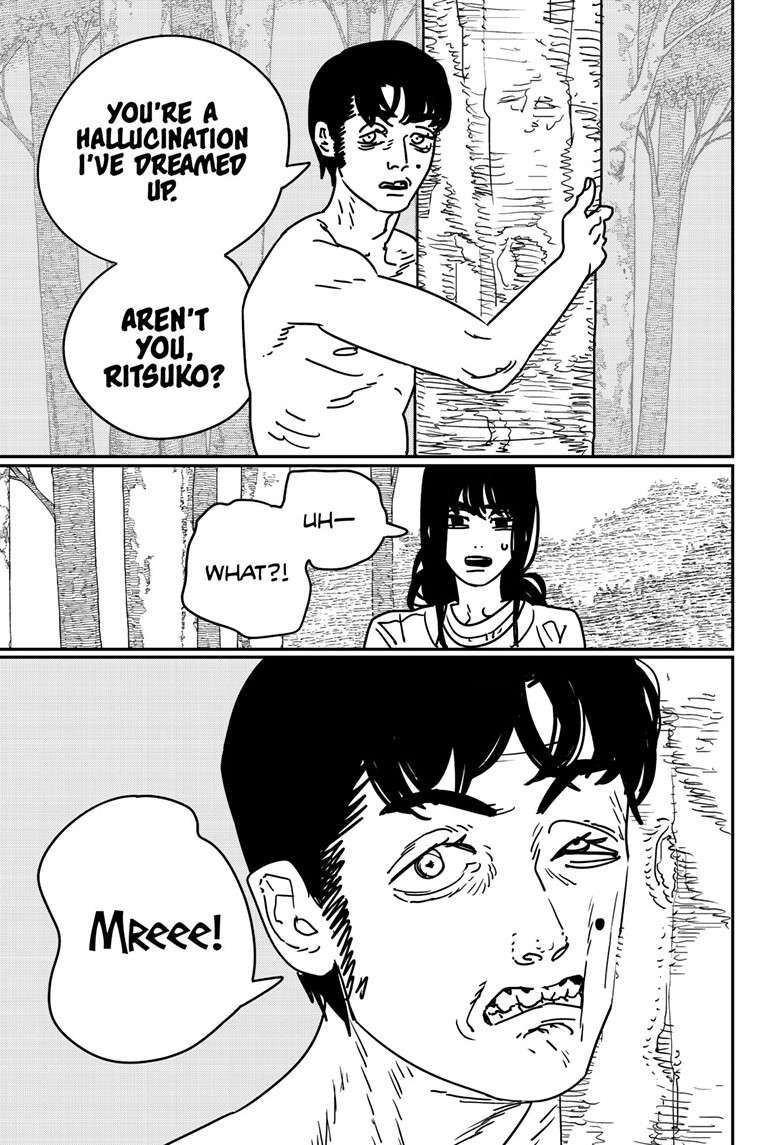 YOU'RE A
HALLUCINATION
I'VE DREAMED
UP.
AREN'T
YOU,
RITSUKO?
UH—
WHAT?!
MREEE!